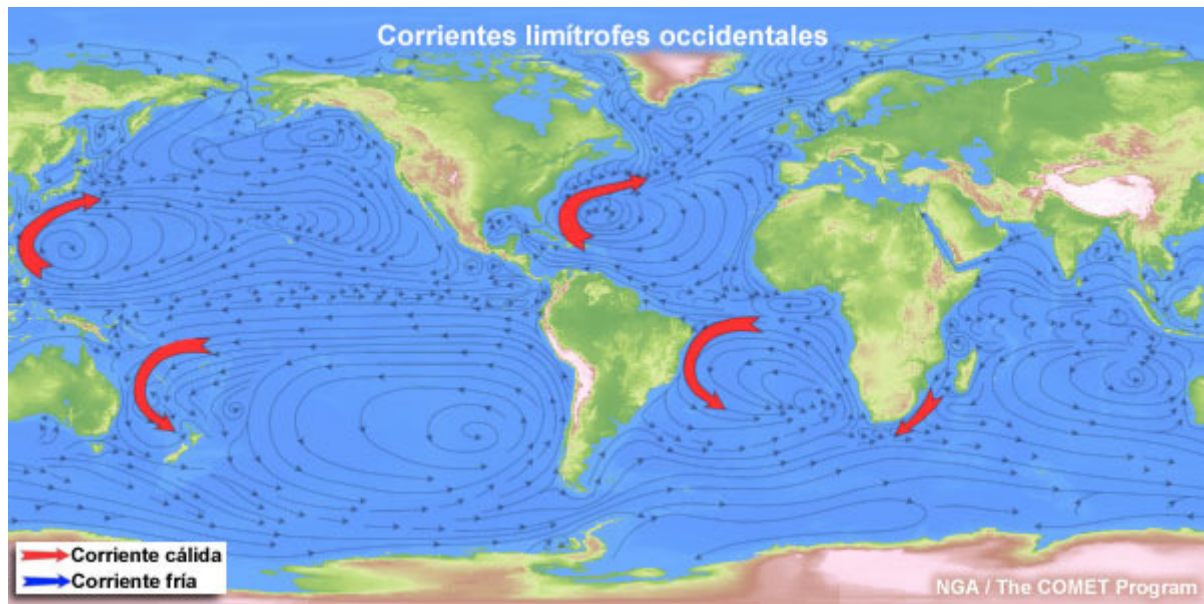 Corrientes limítrofes occidentales
Corriente cálida
Corriente fría
NGA / The COMET Program